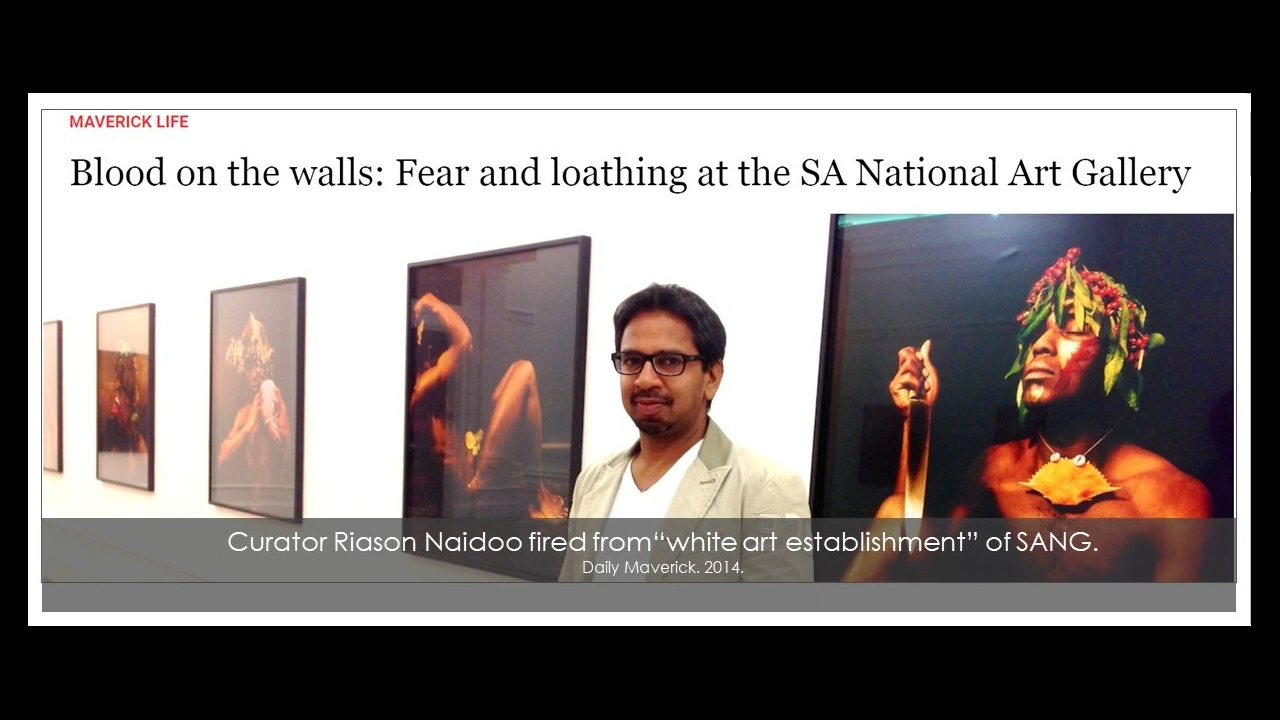 MAVERICK LIFE
Blood on the walls: Fear and loathing at the SA National Art Gallery
Curator Riason Naidoo fired from“white art establishment” of SANG.
Daily Maverick. 2014.